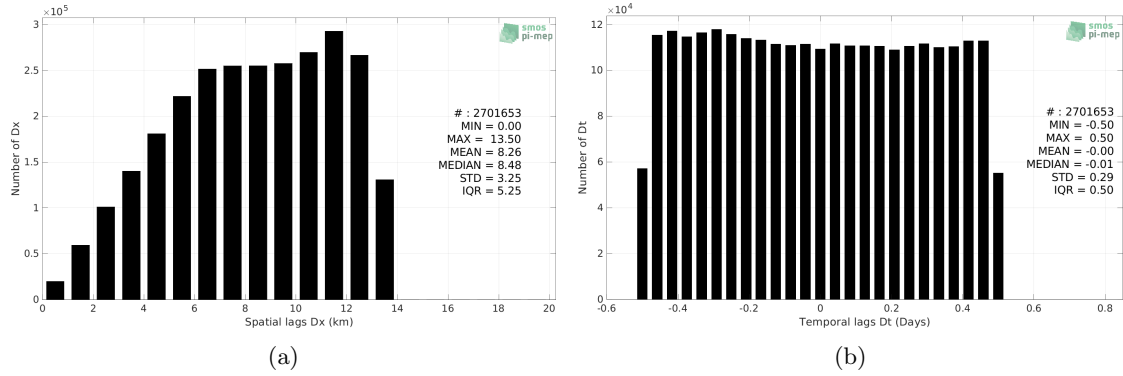 ×10⁵
3
2.5
2
1.5
1
0.5
0
0 2 4 6 8 10 12 14 16 18 20
Number of Dx
Spatial lags Dx (km)
smos
pi-mep
# : 2701653
MIN = 0.00
MAX = 13.50
MEAN = 8.26
MEDIAN = 8.48
STD = 3.25
IQR = 5.25
(a)
×10⁴
12
10
8
6
4
2
0
-0.6 -0.4 -0.2 0 0.2 0.4 0.6 0.8
Number of Dt
Temporal lags Dt (Days)
smos
pi-mep
# : 2701653
MIN = -0.50
MAX = 0.50
MEAN = -0.00
MEDIAN = -0.01
STD = 0.29
IQR = 0.50
(b)